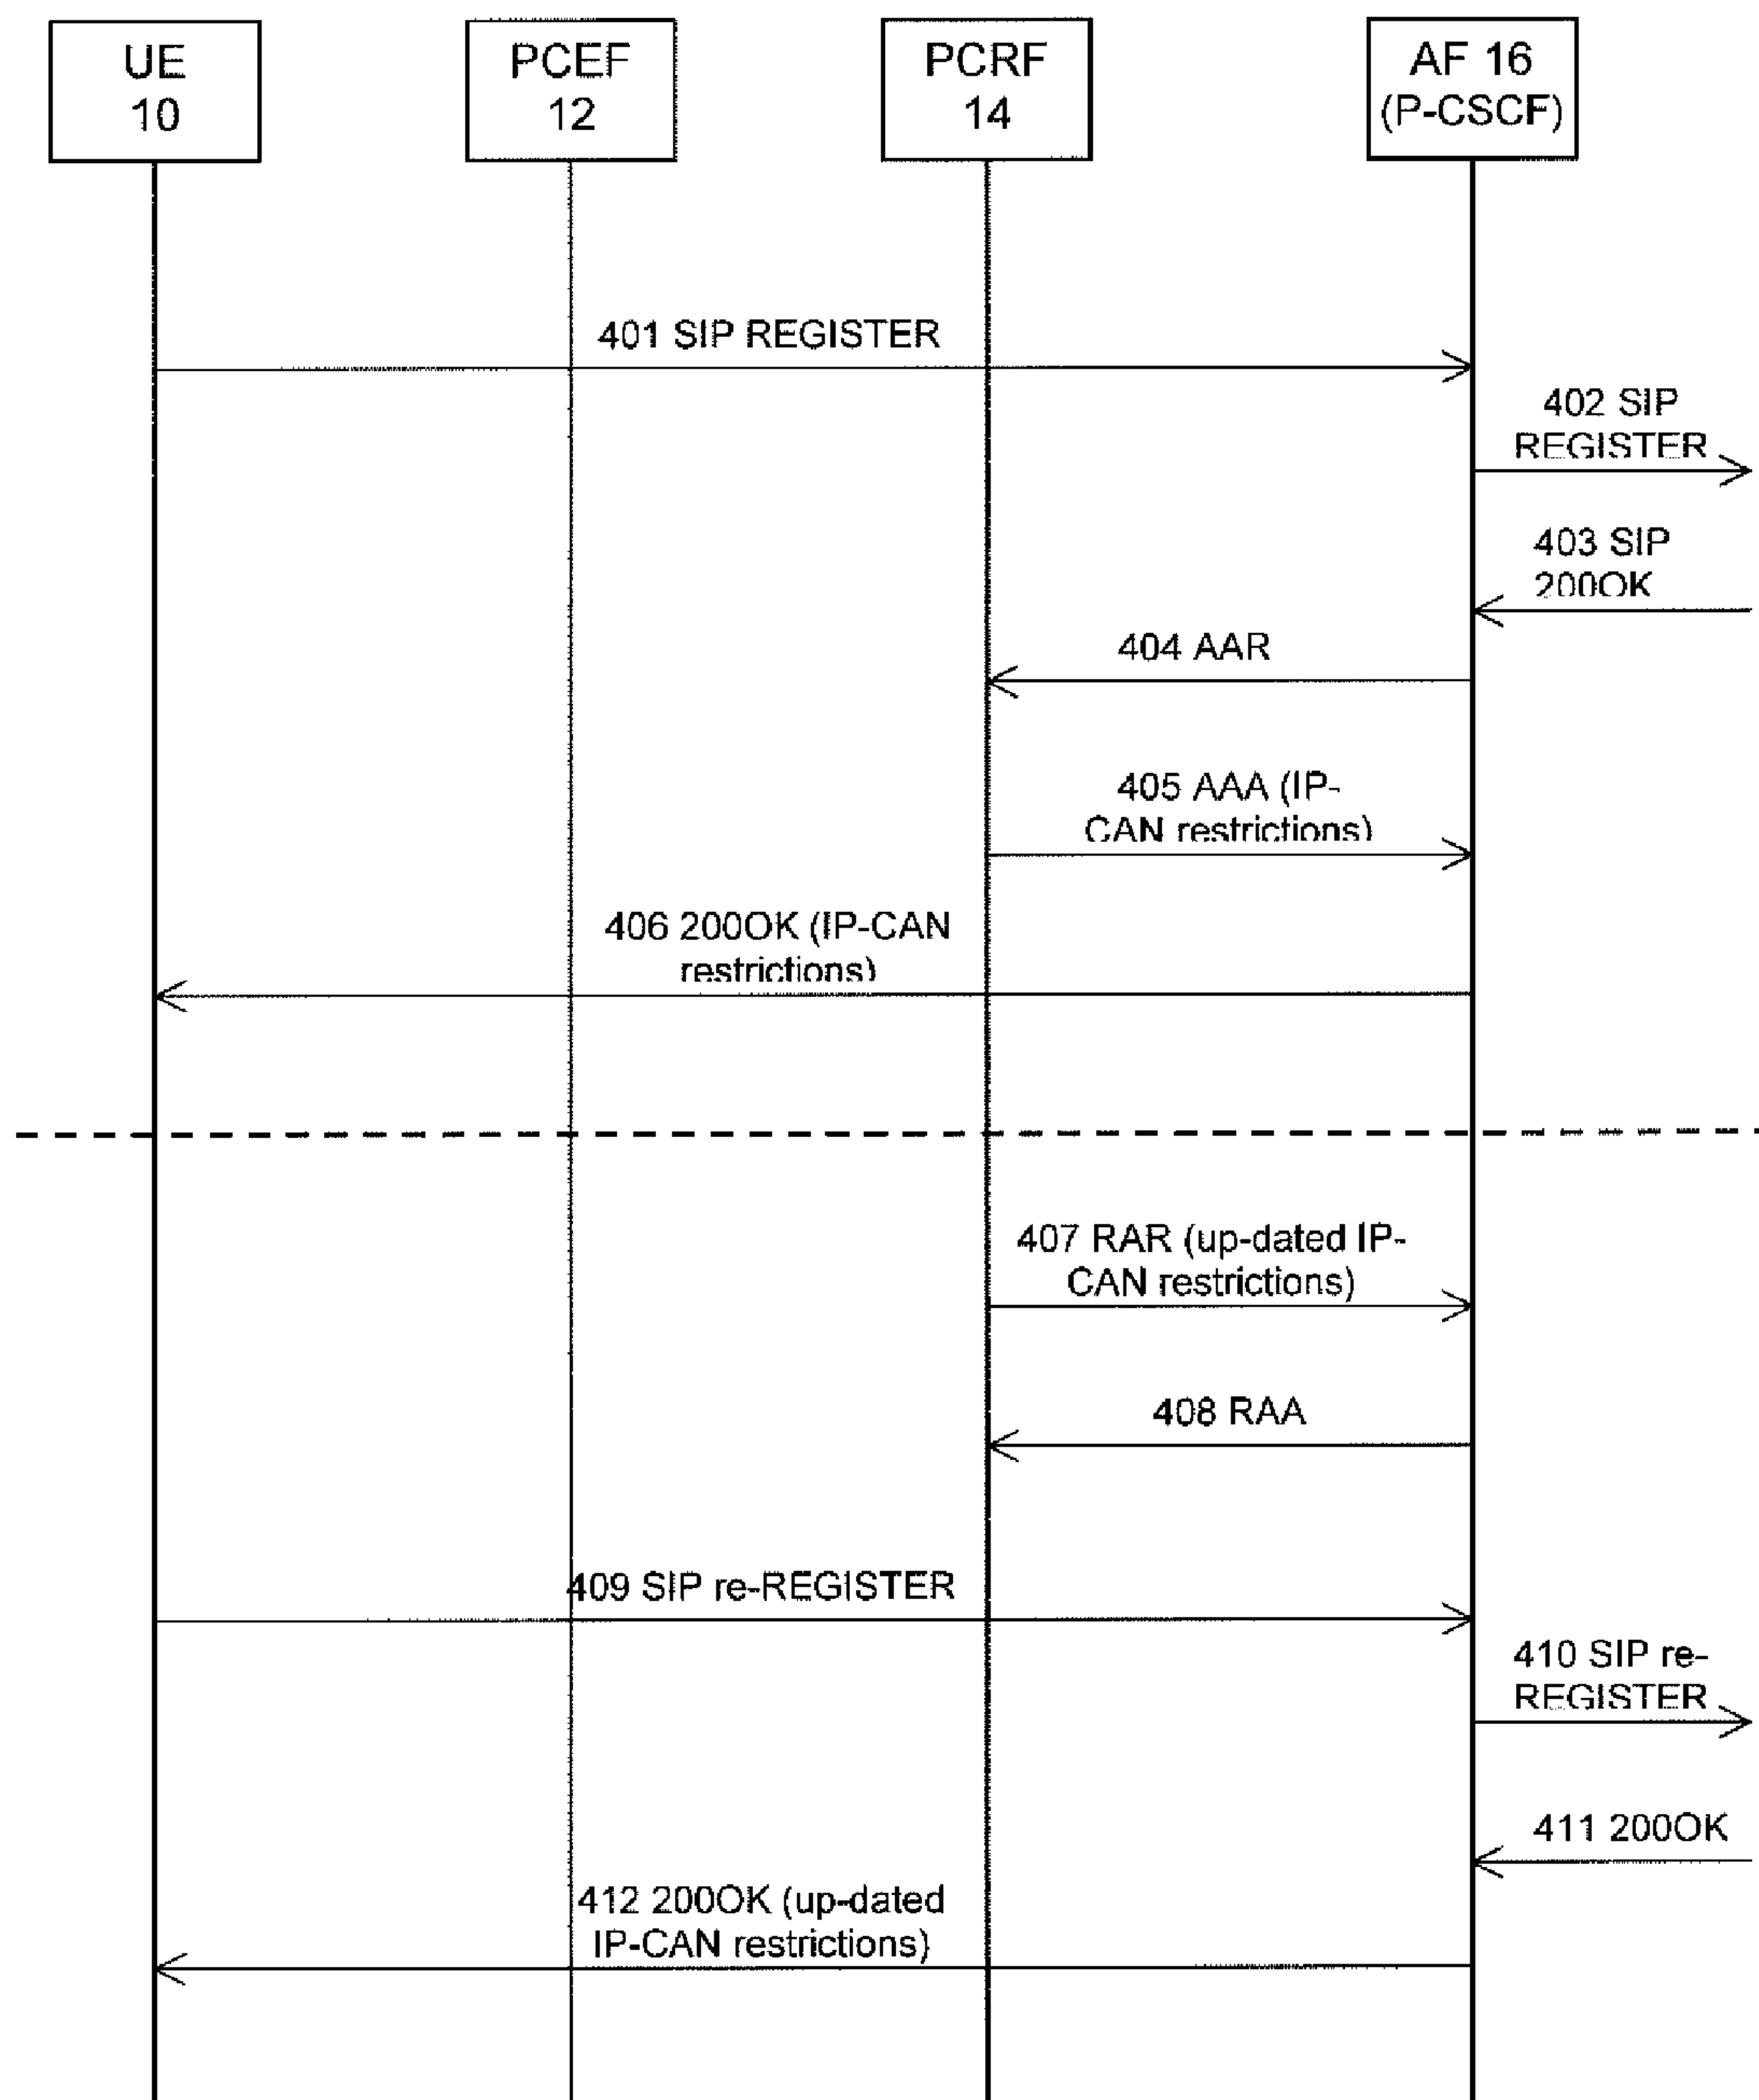 UE
10
PCEF
12
PCRF
14
AF 16
(P-CSCF)
401 SIP REGISTER
402 SIP
REGISTER
403 SIP
200OK
404 AAR
405 AAA (IP-
CAN restrictions)
406 200OK (IP-CAN
restrictions)
407 RAR (up-dated IP-
CAN restrictions)
408 RAA
409 SIP re-REGISTER
410 SIP re-
REGISTER
411 200OK
412 200OK (up-dated
IP-CAN restrictions)